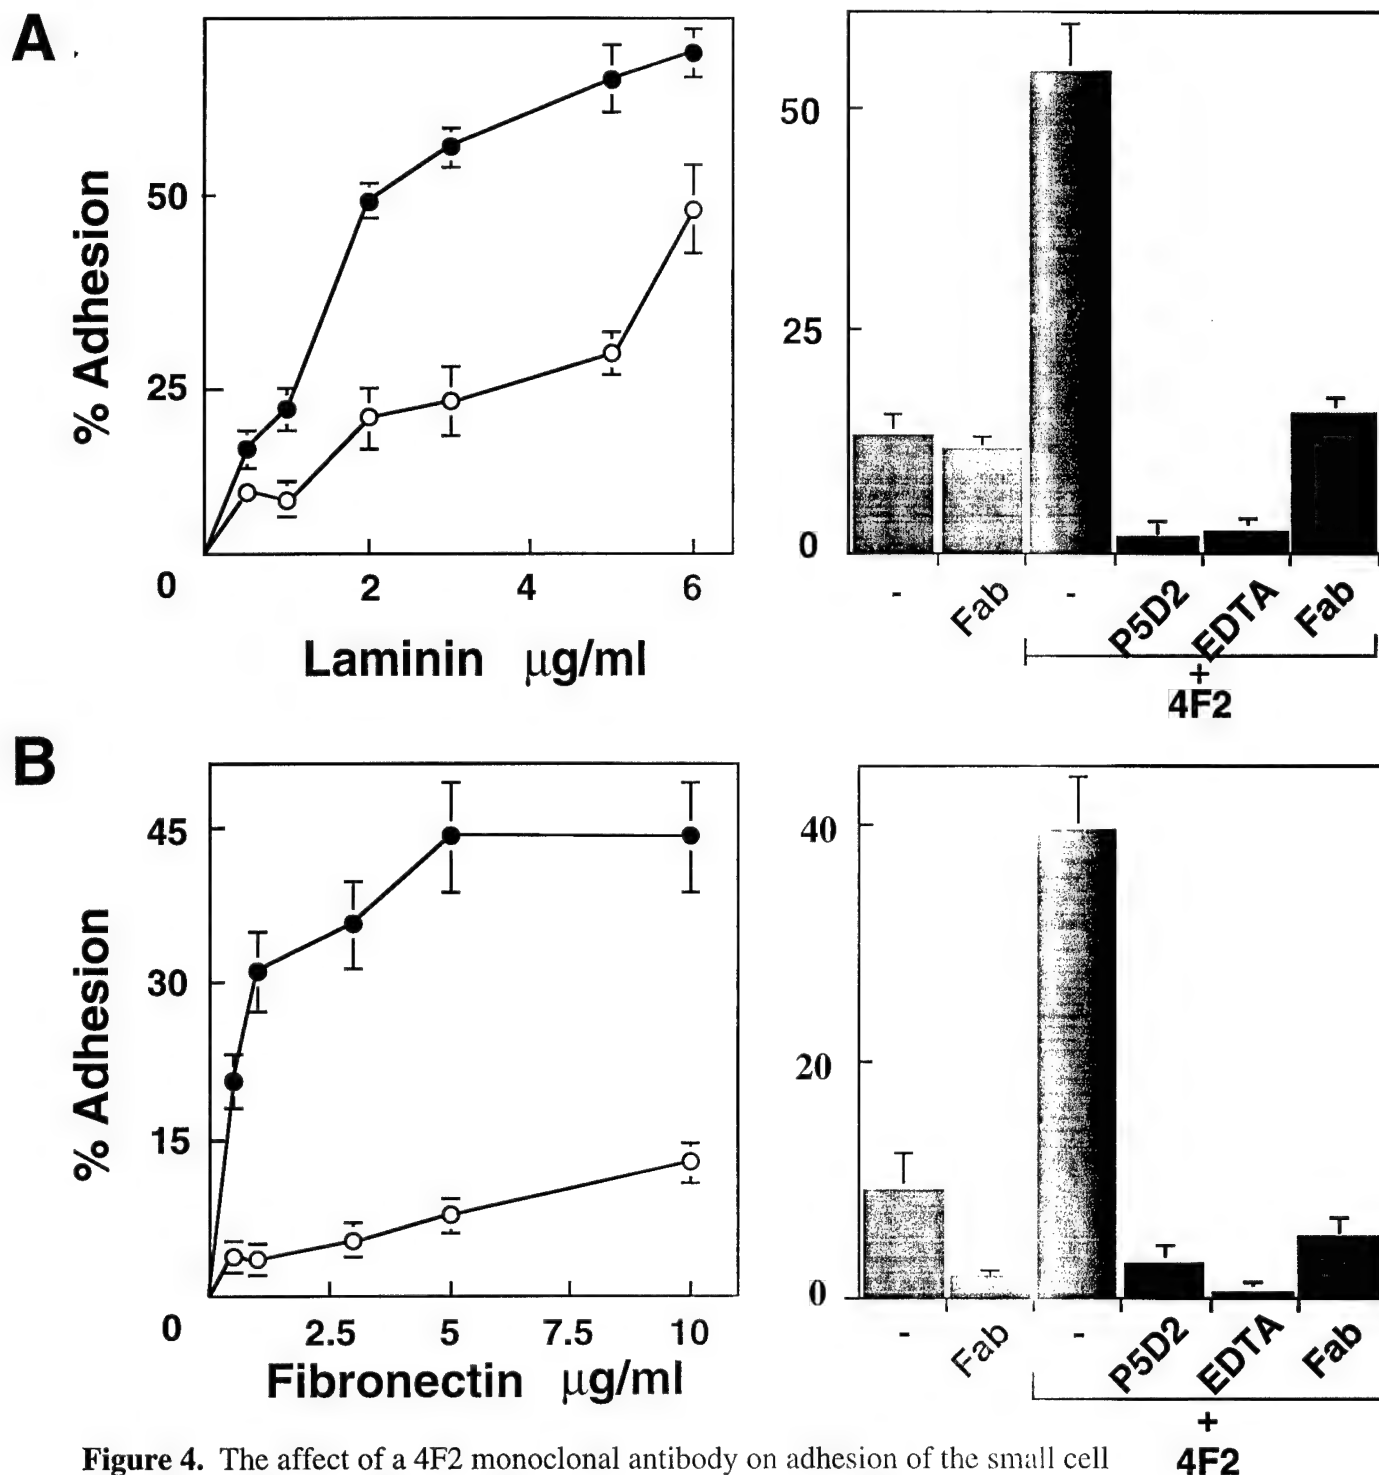 A
% Adhesion
50
25
0
2
4
6
Laminin μg/ml
50
25
0
-
Fab
-
P5D2
EDTA
Fab
+
4F2
B
% Adhesion
45
30
15
0
2.5
5
7.5
10
Fibronectin μg/ml
40
20
0
-
Fab
-
P5D2
EDTA
Fab
+
4F2
Figure 4. The affect of a 4F2 monoclonal antibody on adhesion of the small cell